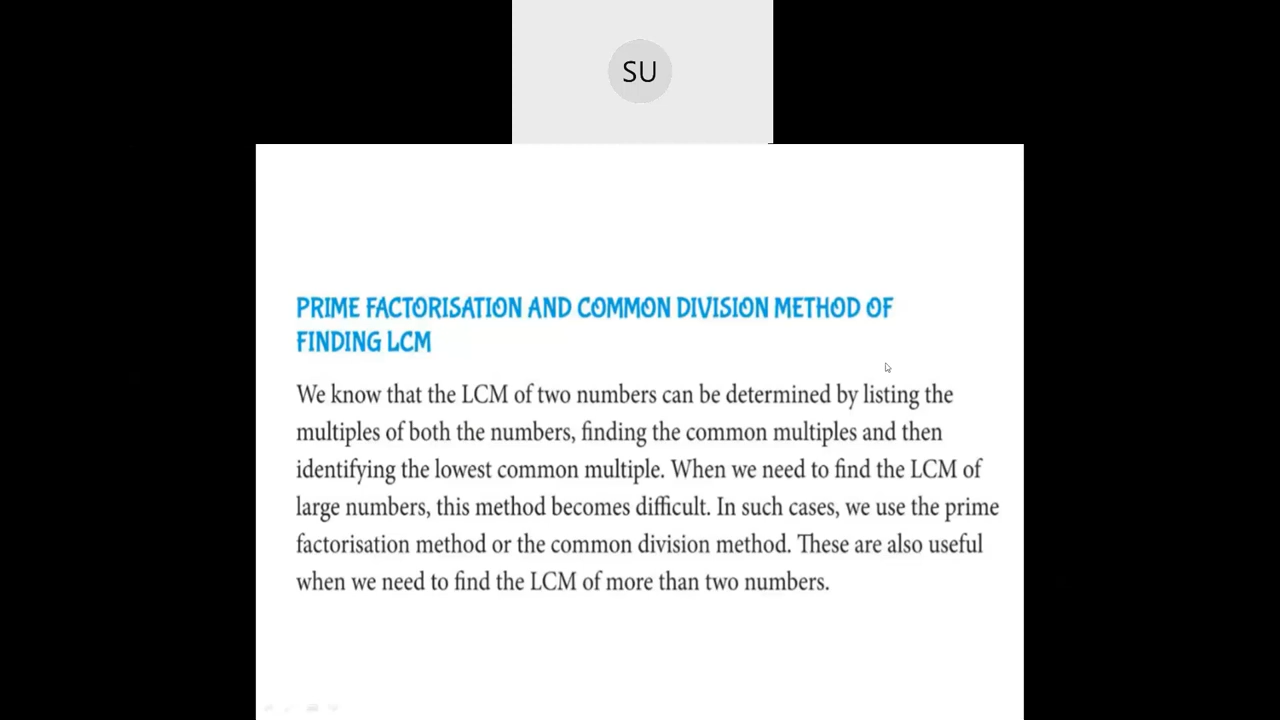 SU
PRIME FACTORISATION AND COMMON DIVISION METHOD OF
FINDING LCM
We know that the LCM of two numbers can be determined by listing the
multiples of both the numbers, finding the common multiples and then
identifying the lowest common multiple. When we need to find the LCM of
large numbers, this method becomes difficult. In such cases, we use the prime
factorisation method or the common division method. These are also useful
when we need to find the LCM of more than two numbers.